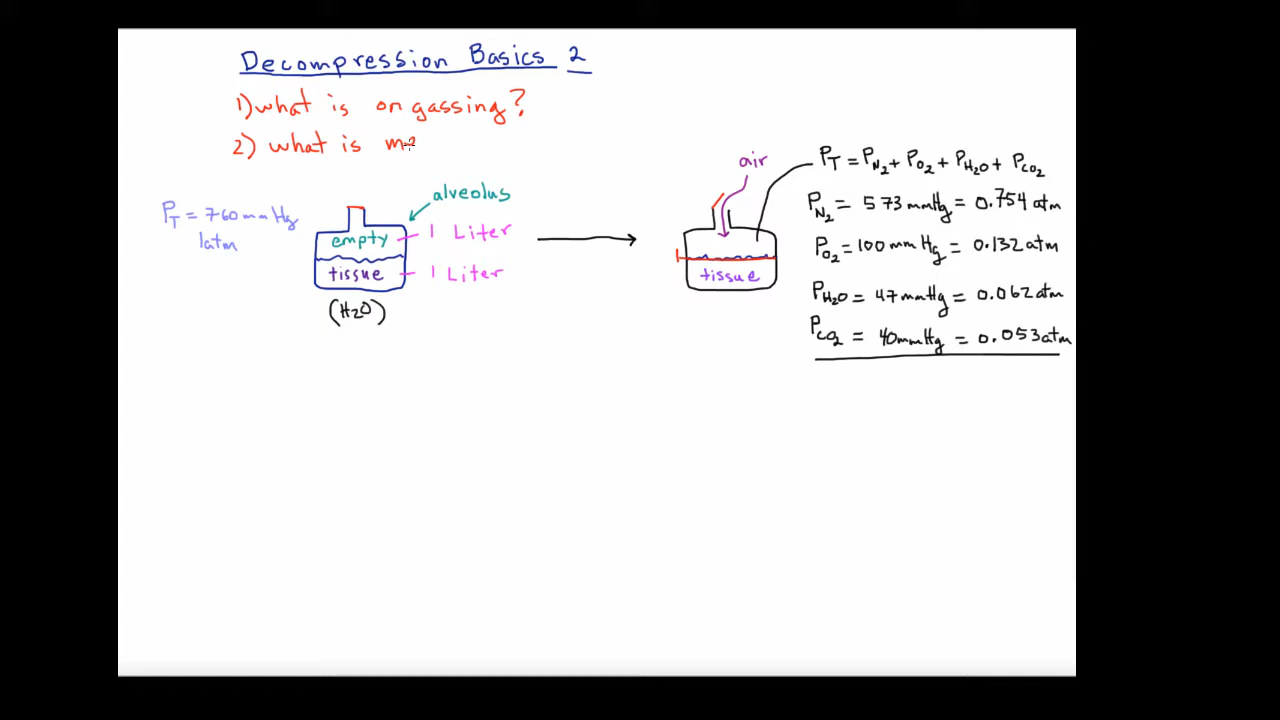 Decompression Basics 2
1) what is on gassing?
2) what is m
P_T = 760 mmHg
1atm
alveolus
empty
1 Liter
tissue
1 Liter
(H2O)
air
tissue
P_T = P_N2 + P_O2 + P_H2O + P_CO2
P_N2 = 573 mmHg = 0.754 atm
P_O2 = 100 mmHg = 0.132 atm
P_H2O = 47 mmHg = 0.062 atm
P_CO2 = 40 mmHg = 0.053 atm